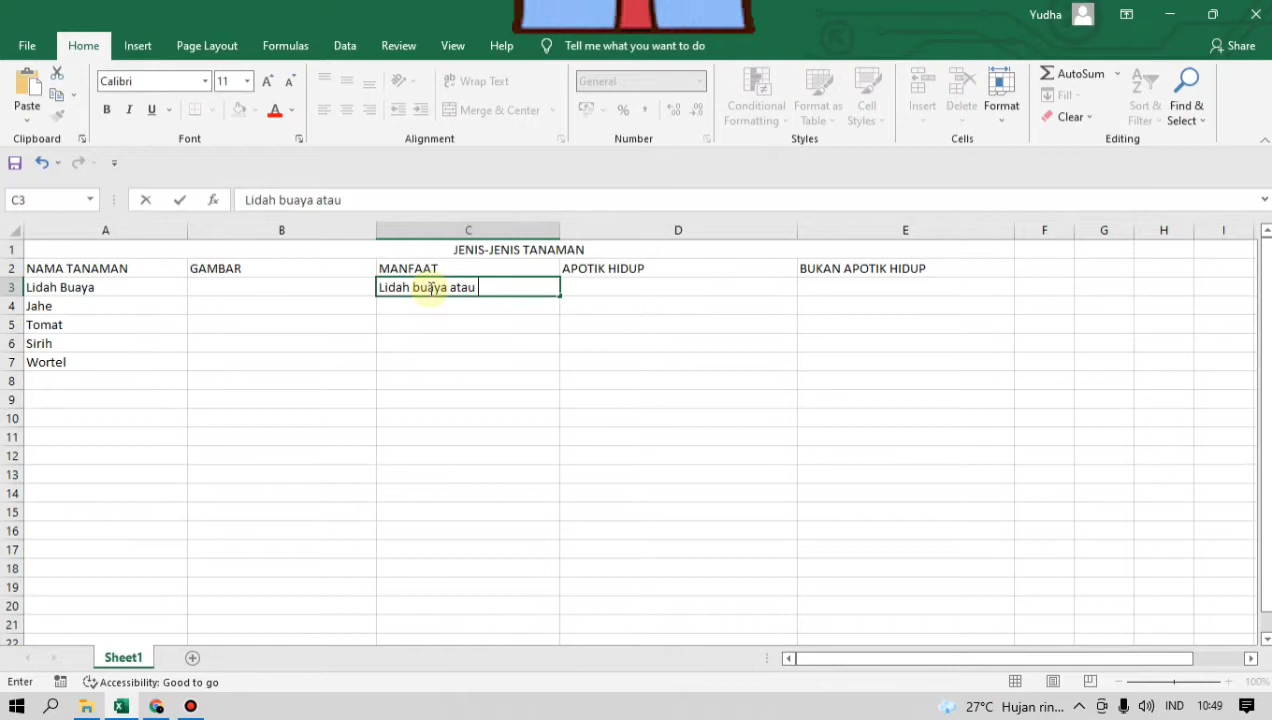 Yudha
File Home Insert Page Layout Formulas Data Review View Help Tell me what you want to do Share
Paste
Calibri 11
B I U
Wrap Text
Merge & Center
General
Conditional Formatting
Format as Table
Cell Styles
Insert Delete Format
AutoSum
Fill
Clear
Sort & Filter
Find & Select
Clipboard Font Alignment Number Styles Cells Editing
C3 fx Lidah buaya atau
A B C D E F G H I
1 JENIS-JENIS TANAMAN
2 NAMA TANAMAN GAMBAR MANFAAT APOTIK HIDUP BUKAN APOTIK HIDUP
3 Lidah Buaya Lidah buaya atau
4 Jahe
5 Tomat
6 Sirih
7 Wortel
8
9
10
11
12
13
14
15
16
17
18
19
20
21
22
Sheet1
Enter Accessibility: Good to go 100%
27°C Hujan rin... IND 10:49